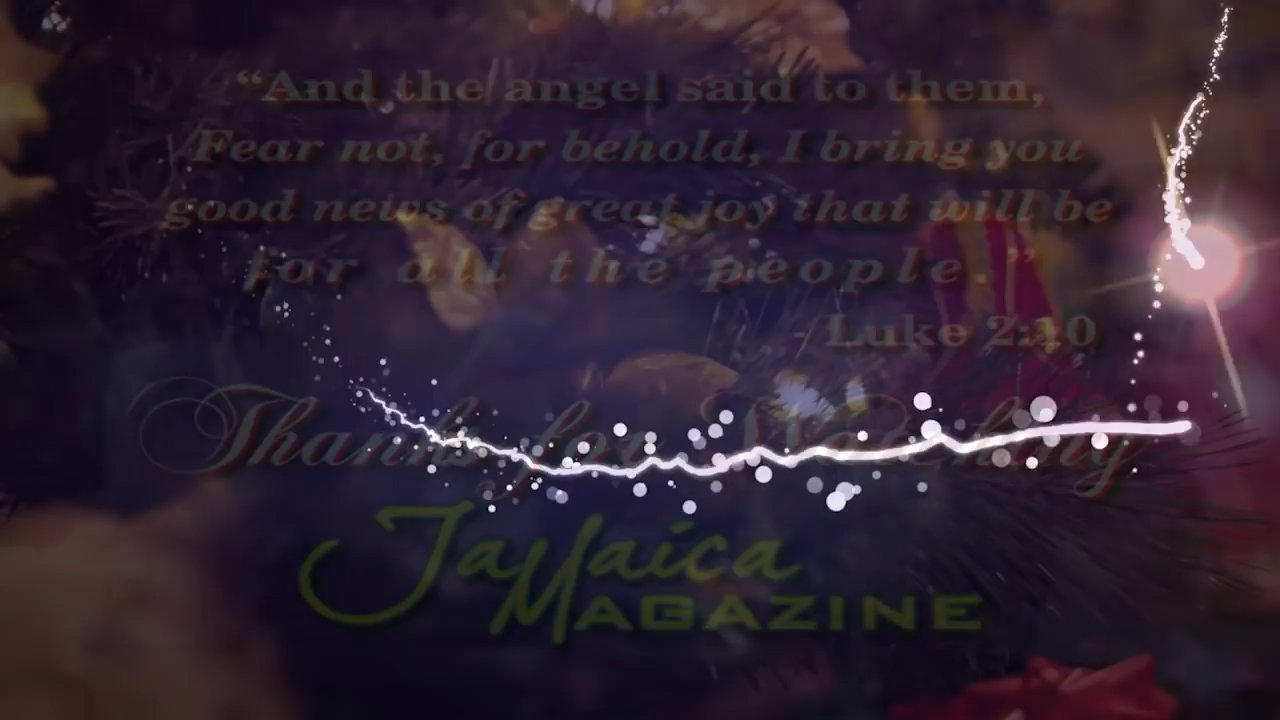 “And the angel said to them,
Fear not, for behold, I bring you
good news of great joy that will be
for all the people.”
- Luke 2:10
Thanks for Watching
Jamaica
MAGAZINE